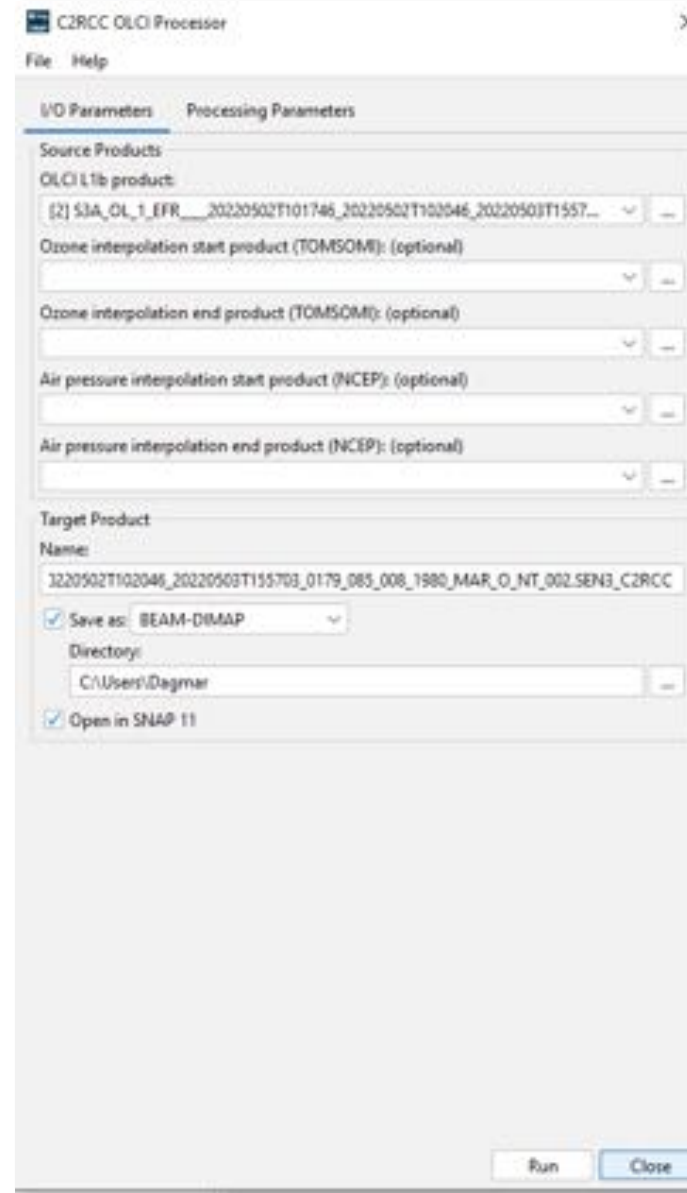 C2RCC OLCI Processor
File Help
I/O Parameters Processing Parameters
Source Products
OLCI L1b product:
[2] S3A_OL_1_EFR____20220502T101746_20220502T102046_20220503T1557... ...
Ozone interpolation start product (TOMSOMI): (optional)
...
Ozone interpolation end product (TOMSOMI): (optional)
...
Air pressure interpolation start product (NCEP): (optional)
...
Air pressure interpolation end product (NCEP): (optional)
...
Target Product
Name:
)220502T102046_20220503T155703_0179_085_008_1980_MAR_O_NT_002.SEN3_C2RCC
Save as: BEAM-DIMAP
Directory:
C:\Users\Dagmar ...
Open in SNAP 11
Run Close